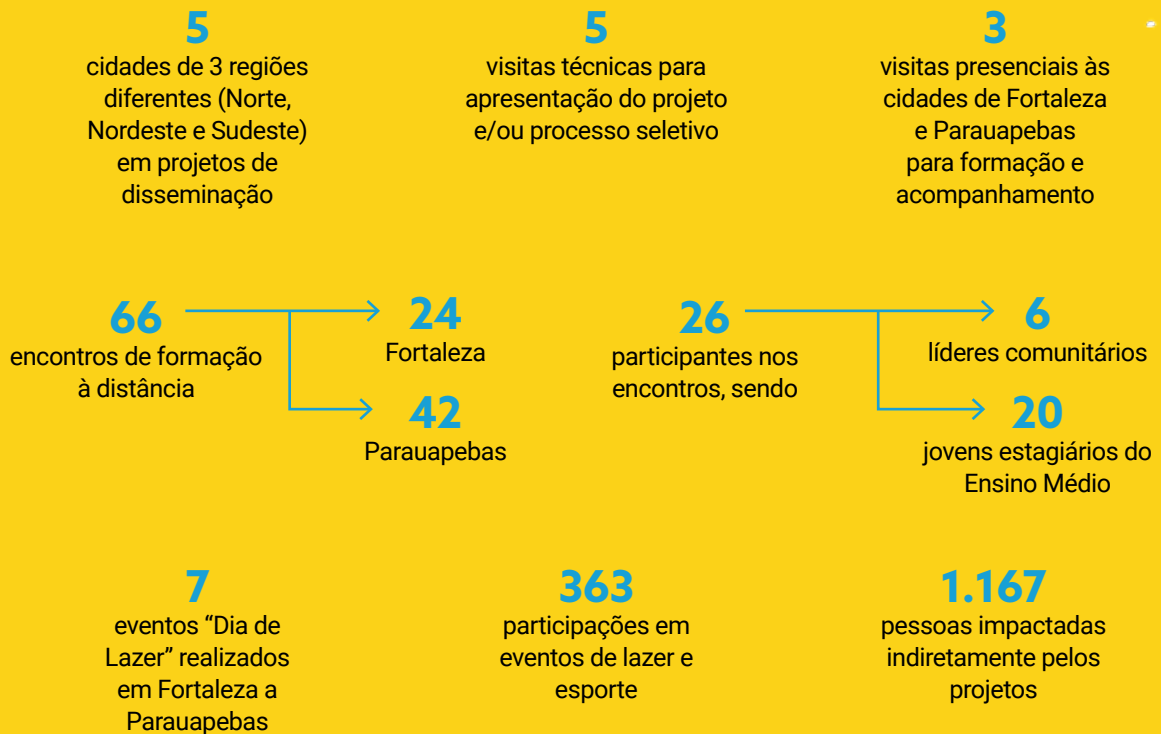 5
cidades de 3 regiões
diferentes (Norte,
Nordeste e Sudeste)
em projetos de
disseminação
5
visitas técnicas para
apresentação do projeto
e/ou processo seletivo
3
visitas presenciais às
cidades de Fortaleza
e Parauapebas
para formação e
acompanhamento
66
encontros de formação
à distância
24
Fortaleza
42
Parauapebas
26
participantes nos
encontros, sendo
6
líderes comunitários
20
jovens estagiários do
Ensino Médio
7
eventos “Dia de
Lazer” realizados
em Fortaleza a
Parauapebas
363
participações em
eventos de lazer e
esporte
1.167
pessoas impactadas
indiretamente pelos
projetos